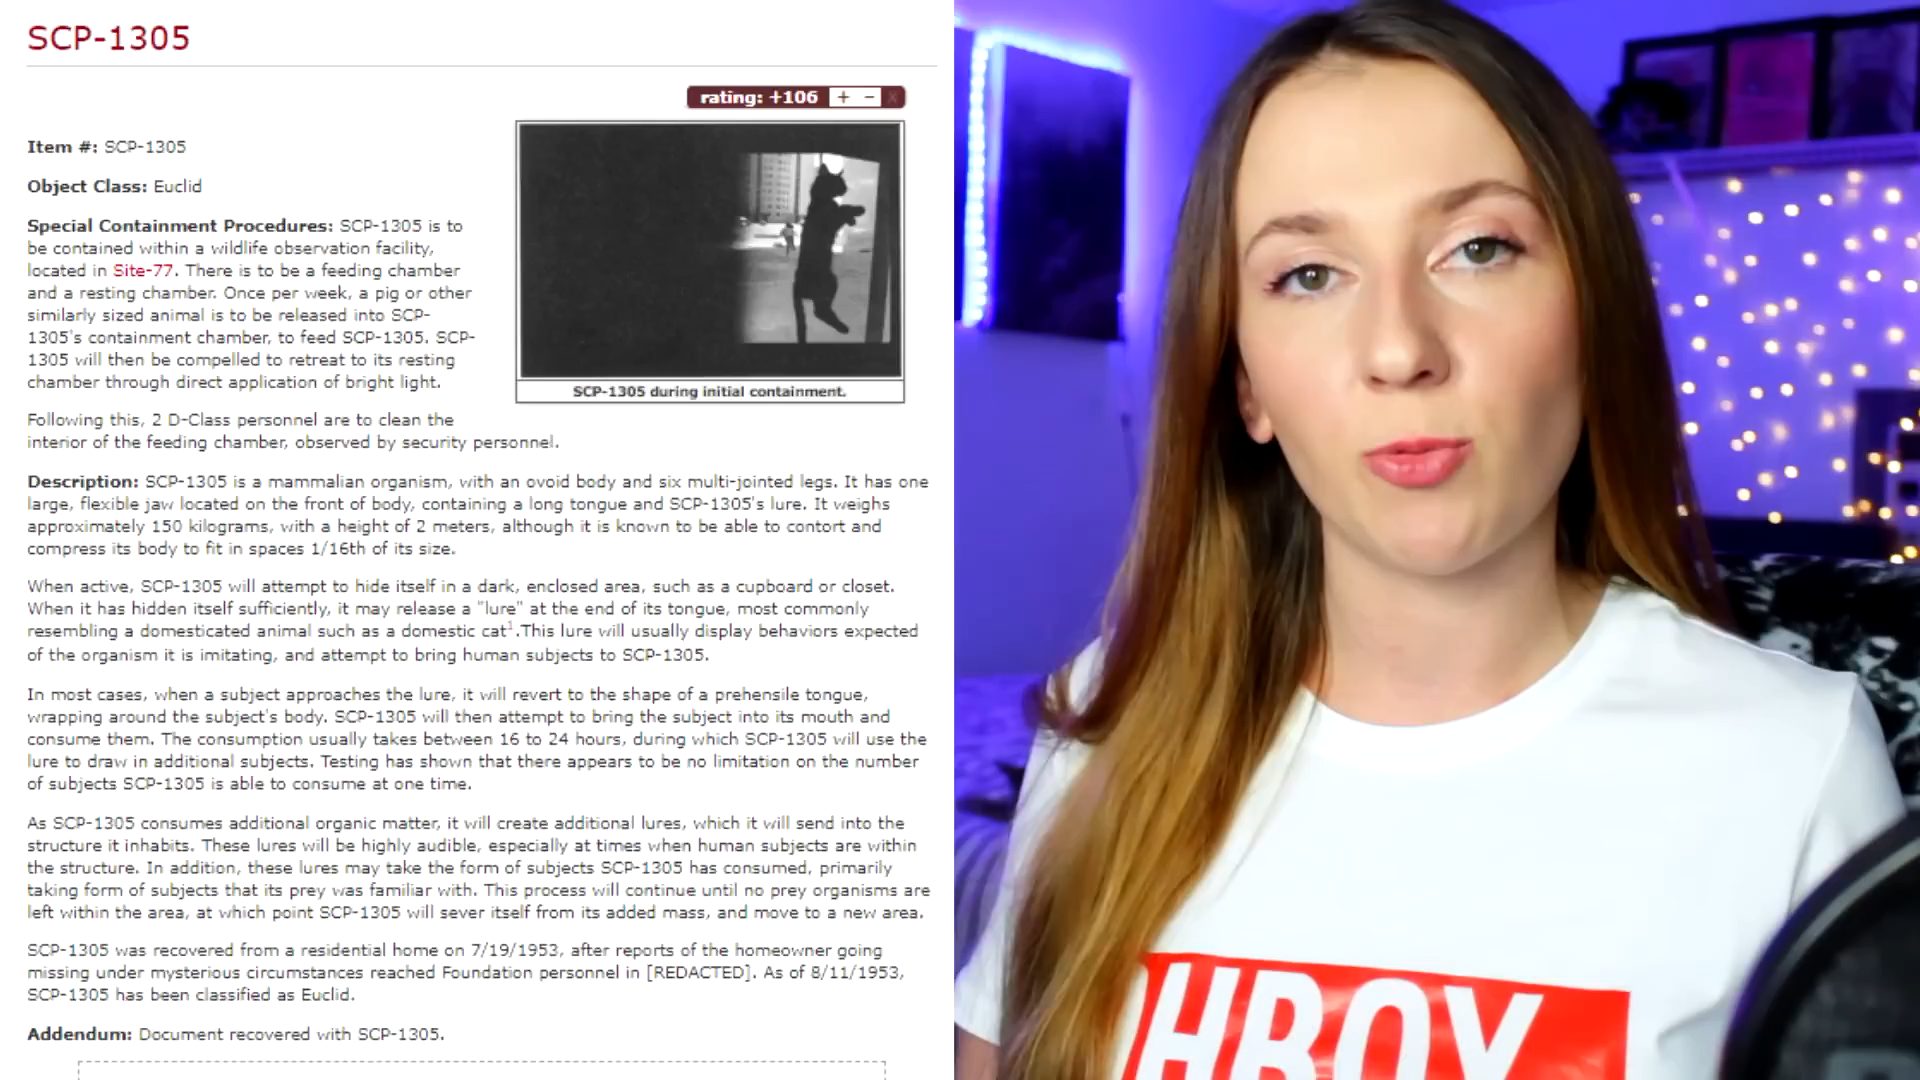 SCP-1305
rating: +106 + − X
Item #: SCP-1305
Object Class: Euclid
Special Containment Procedures: SCP-1305 is to
be contained within a wildlife observation facility,
located in Site-77. There is to be a feeding chamber
and a resting chamber. Once per week, a pig or other
similarly sized animal is to be released into SCP-
1305's containment chamber, to feed SCP-1305. SCP-
1305 will then be compelled to retreat to its resting
chamber through direct application of bright light.
SCP-1305 during initial containment.
Following this, 2 D-Class personnel are to clean the
interior of the feeding chamber, observed by security personnel.
Description: SCP-1305 is a mammalian organism, with an ovoid body and six multi-jointed legs. It has one
large, flexible jaw located on the front of body, containing a long tongue and SCP-1305's lure. It weighs
approximately 150 kilograms, with a height of 2 meters, although it is known to be able to contort and
compress its body to fit in spaces 1/16th of its size.
When active, SCP-1305 will attempt to hide itself in a dark, enclosed area, such as a cupboard or closet.
When it has hidden itself sufficiently, it may release a "lure" at the end of its tongue, most commonly
resembling a domesticated animal such as a domestic cat¹.This lure will usually display behaviors expected
of the organism it is imitating, and attempt to bring human subjects to SCP-1305.
In most cases, when a subject approaches the lure, it will revert to the shape of a prehensile tongue,
wrapping around the subject's body. SCP-1305 will then attempt to bring the subject into its mouth and
consume them. The consumption usually takes between 16 to 24 hours, during which SCP-1305 will use the
lure to draw in additional subjects. Testing has shown that there appears to be no limitation on the number
of subjects SCP-1305 is able to consume at one time.
As SCP-1305 consumes additional organic matter, it will create additional lures, which it will send into the
structure it inhabits. These lures will be highly audible, especially at times when human subjects are within
the structure. In addition, these lures may take the form of subjects SCP-1305 has consumed, primarily
taking form of subjects that its prey was familiar with. This process will continue until no prey organisms are
left within the area, at which point SCP-1305 will sever itself from its added mass, and move to a new area.
SCP-1305 was recovered from a residential home on 7/19/1953, after reports of the homeowner going
missing under mysterious circumstances reached Foundation personnel in [REDACTED]. As of 8/11/1953,
SCP-1305 has been classified as Euclid.
Addendum: Document recovered with SCP-1305.
HBOY